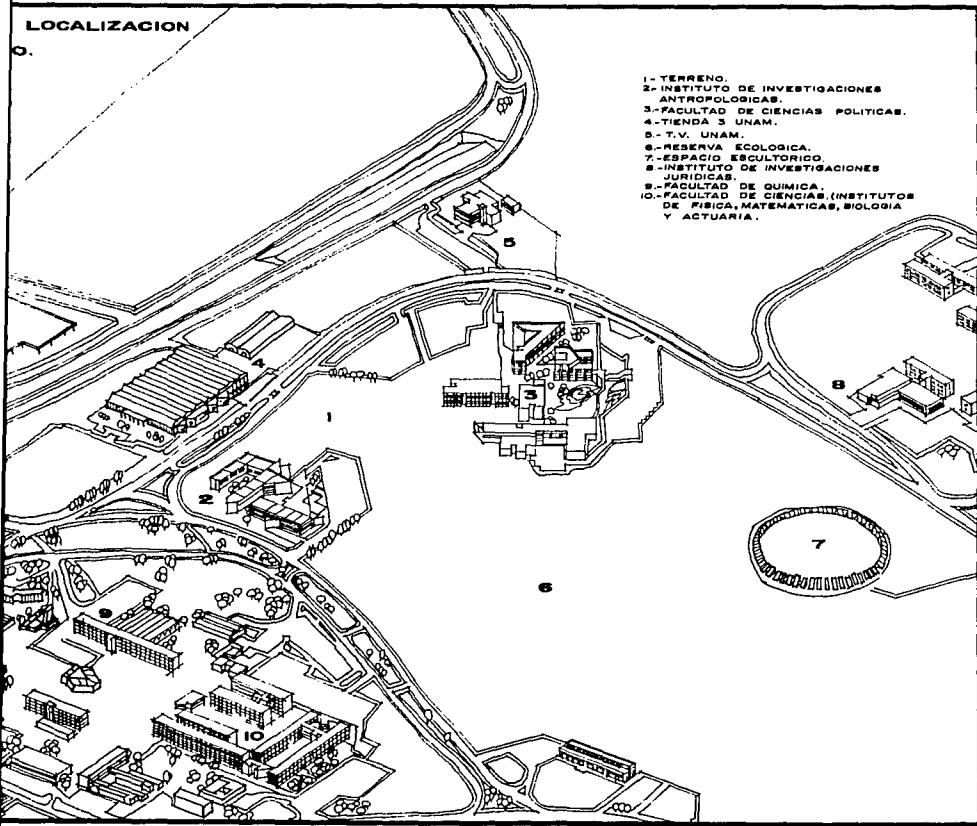 LOCALIZACION
O.
1-TERRENO.
2-INSTITUTO DE INVESTIGACIONES
ANTROPOLOGICAS.
3.-FACULTAD DE CIENCIAS POLITICAS.
4.-TIENDA 3 UNAM.
5.-T.V. UNAM.
6.-RESERVA ECOLOGICA.
7.-ESPACIO ESCULTORICO.
8.-INSTITUTO DE INVESTIGACIONES
JURIDICAS.
9.-FACULTAD DE QUIMICA.
10.-FACULTAD DE CIENCIAS.(INSTITUTOS
DE FISICA, MATEMATICAS, BIOLOGIA
Y ACTUARIA.
5
4
8
3
1
2
7
6
9
10